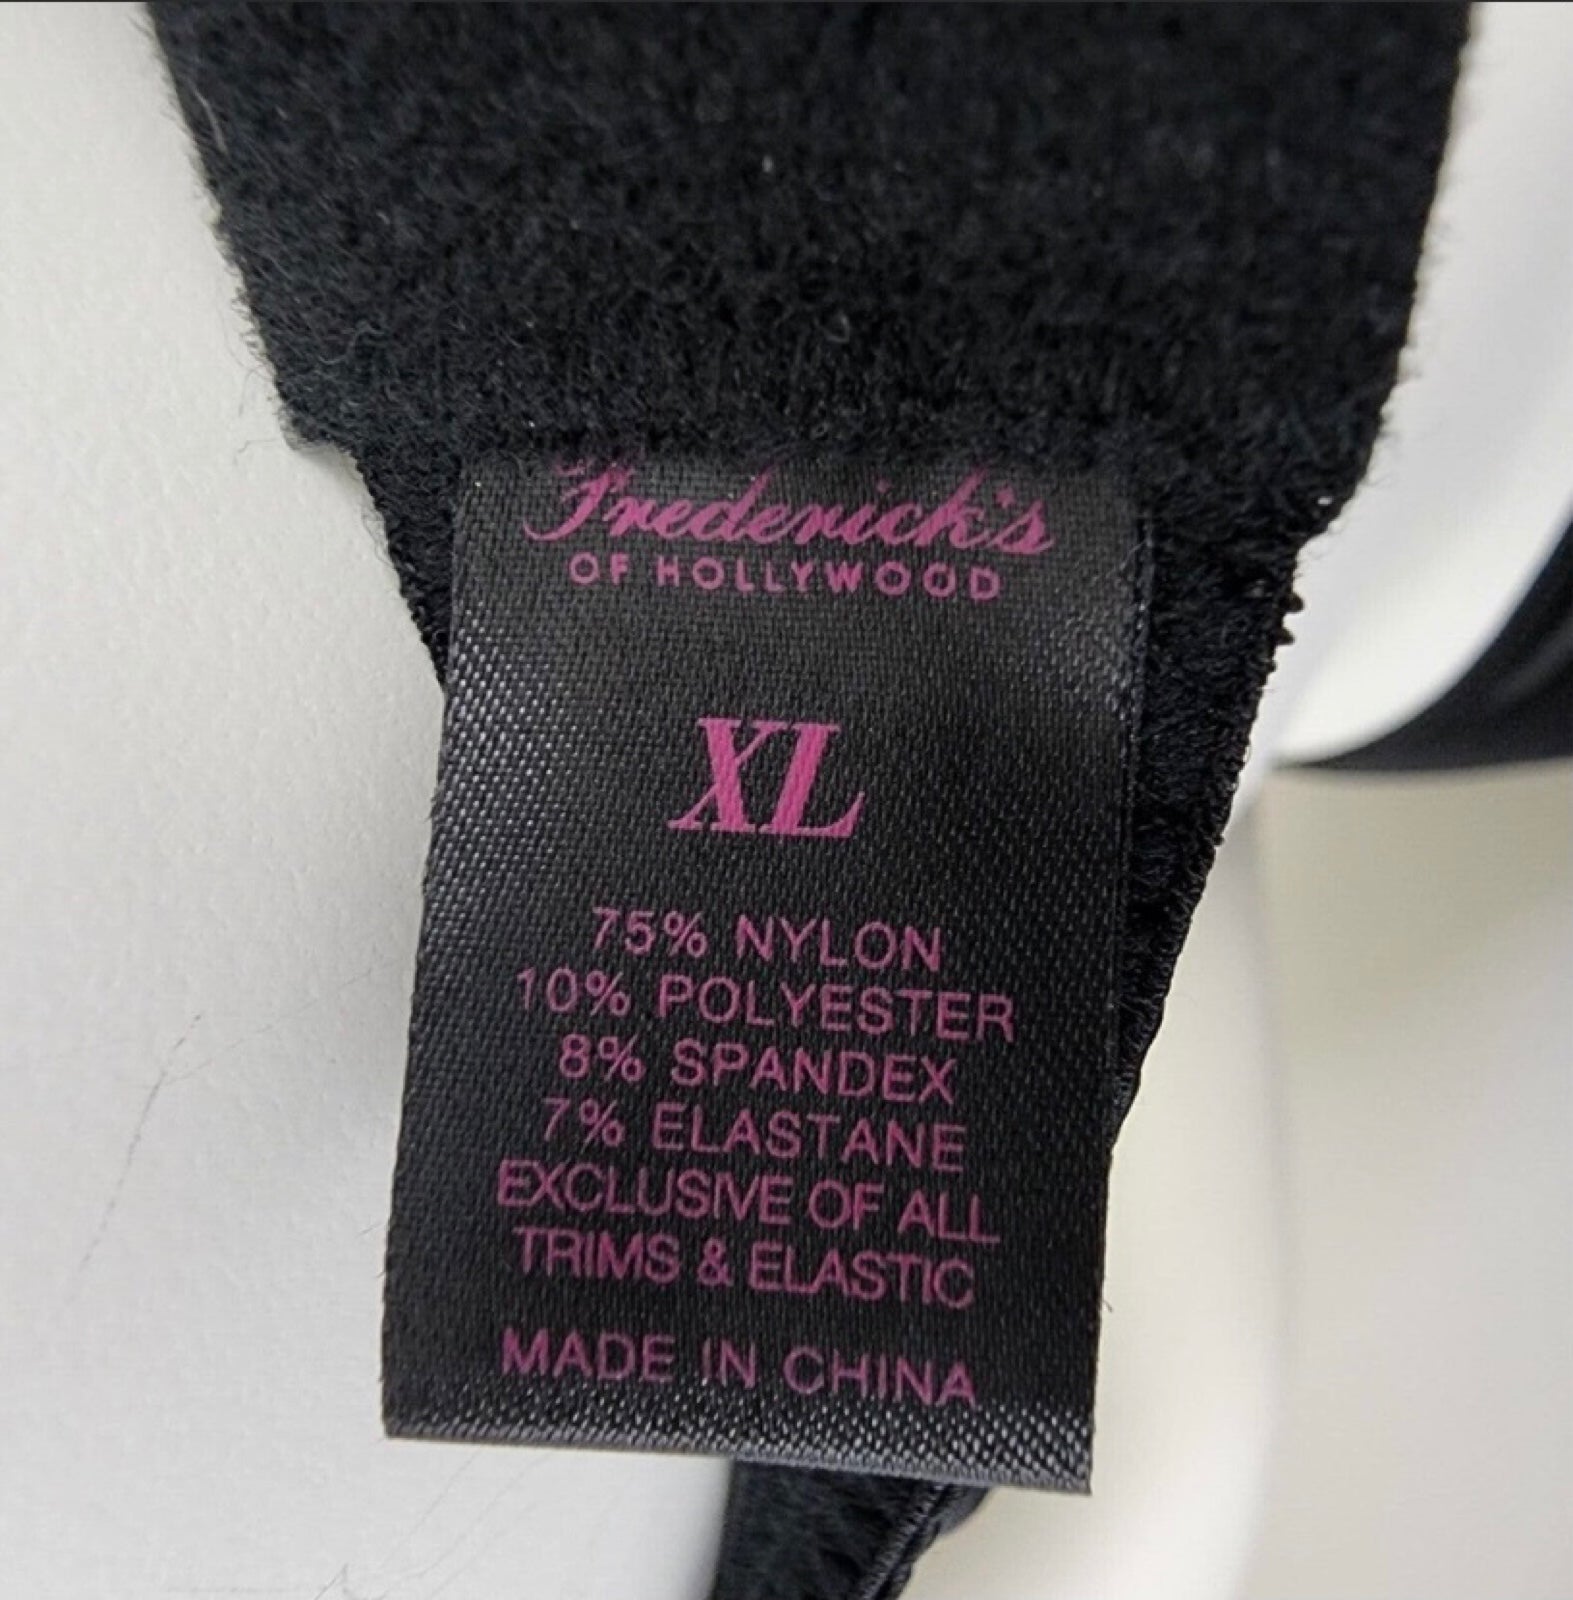 Frederick's
OF HOLLYWOOD
XL
75% NYLON
10% POLYESTER
8% SPANDEX
7% ELASTANE
EXCLUSIVE OF ALL
TRIMS & ELASTIC
MADE IN CHINA